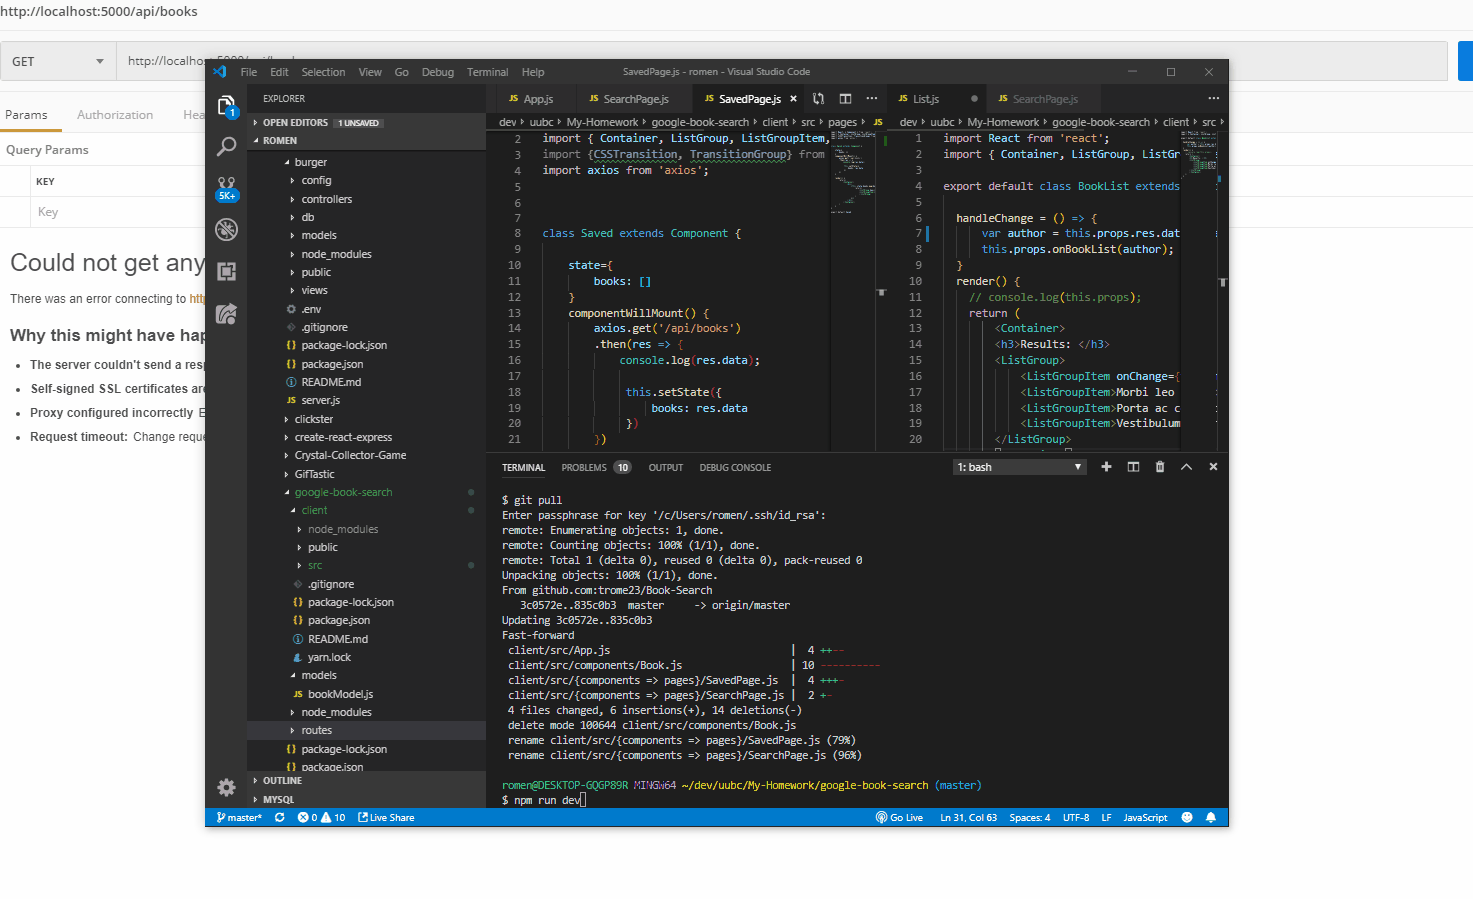 http://localhost:5000/api/books
GET
http://localhost:5000
Params
Authorization
Hea
Query Params
KEY
Key
Could not get any
There was an error connecting to
Why this might have hap
The server couldn't send a resp
Self-signed SSL certificates are
Proxy configured incorrectly E
Request timeout: Change reque
File Edit Selection View Go Debug Terminal Help
SavedPage.js - romen - Visual Studio Code
1
5K+
EXPLORER
OPEN EDITORS 1 UNSAVED
ROMEN
burger
config
controllers
db
models
node_modules
public
views
.env
.gitignore
package-lock.json
package.json
README.md
JS server.js
clickster
create-react-express
Crystal-Collector-Game
GifTastic
google-book-search
client
node_modules
public
src
.gitignore
package-lock.json
package.json
README.md
yarn.lock
models
JS bookModel.js
node_modules
routes
package-lock.json
package.json
OUTLINE
MYSQL
JS App.js JS SearchPage.js JS SavedPage.js
dev › uubc › My-Homework › google-book-search › client › src › pages › JS
2 import { Container, ListGroup, ListGroupItem,
3 import {CSSTransition, TransitionGroup} from
4 import axios from 'axios';
5
6
7
8 class Saved extends Component {
9
10 state={
11 books: []
12 }
13 componentWillMount() {
14 axios.get('/api/books')
15 .then(res => {
16 console.log(res.data);
17
18 this.setState({
19 books: res.data
20 })
21 })
JS List.js JS SearchPage.js
dev › uubc › My-Homework › google-book-search › client › src ›
1 import React from 'react';
2 import { Container, ListGroup, ListGr
3
4 export default class BookList extends
5
6 handleChange = () => {
7 var author = this.props.res.dat
8 this.props.onBookList(author);
9 }
10 render() {
11 // console.log(this.props);
12 return (
13 <Container>
14 <h3>Results: </h3>
15 <ListGroup>
16 <ListGroupItem onChange={
17 <ListGroupItem>Morbi leo
18 <ListGroupItem>Porta ac c
19 <ListGroupItem>Vestibulum
20 </ListGroup>
TERMINAL PROBLEMS 10 OUTPUT DEBUG CONSOLE
1: bash
$ git pull
Enter passphrase for key '/c/Users/romen/.ssh/id_rsa':
remote: Enumerating objects: 1, done.
remote: Counting objects: 100% (1/1), done.
remote: Total 1 (delta 0), reused 0 (delta 0), pack-reused 0
Unpacking objects: 100% (1/1), done.
From github.com:trome23/Book-Search
3c0572e..835c0b3 master -> origin/master
Updating 3c0572e..835c0b3
Fast-forward
client/src/App.js | 4 ++--
client/src/components/Book.js | 10 ----------
client/src/{components => pages}/SavedPage.js | 4 +++-
client/src/{components => pages}/SearchPage.js | 2 +-
4 files changed, 6 insertions(+), 14 deletions(-)
delete mode 100644 client/src/components/Book.js
rename client/src/{components => pages}/SavedPage.js (79%)
rename client/src/{components => pages}/SearchPage.js (96%)
romen@DESKTOP-GQGP89R MINGW64 ~/dev/uubc/My-Homework/google-book-search (master)
$ npm run dev
master* 0 10 Live Share
Go Live Ln 31, Col 63 Spaces: 4 UTF-8 LF JavaScript